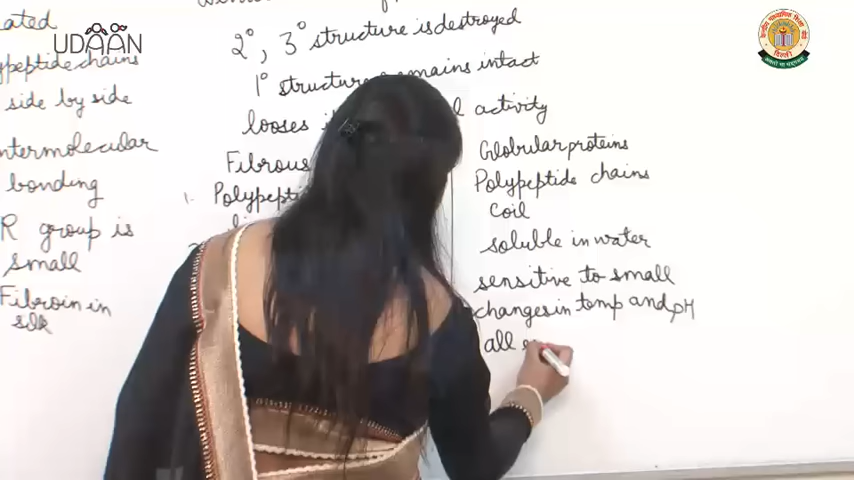 UDAAN
ated
ypeptide chains
side by side
ntermolecular
bonding
R group is
small
Fibroin in
silk
2°, 3° structure is destroyed
1° structure remains intact
looses activity
Fibrous
1. Polypepti
Globular proteins
Polypeptide chains
coil
soluble in water
sensitive to small
changes in temp and pH
all e